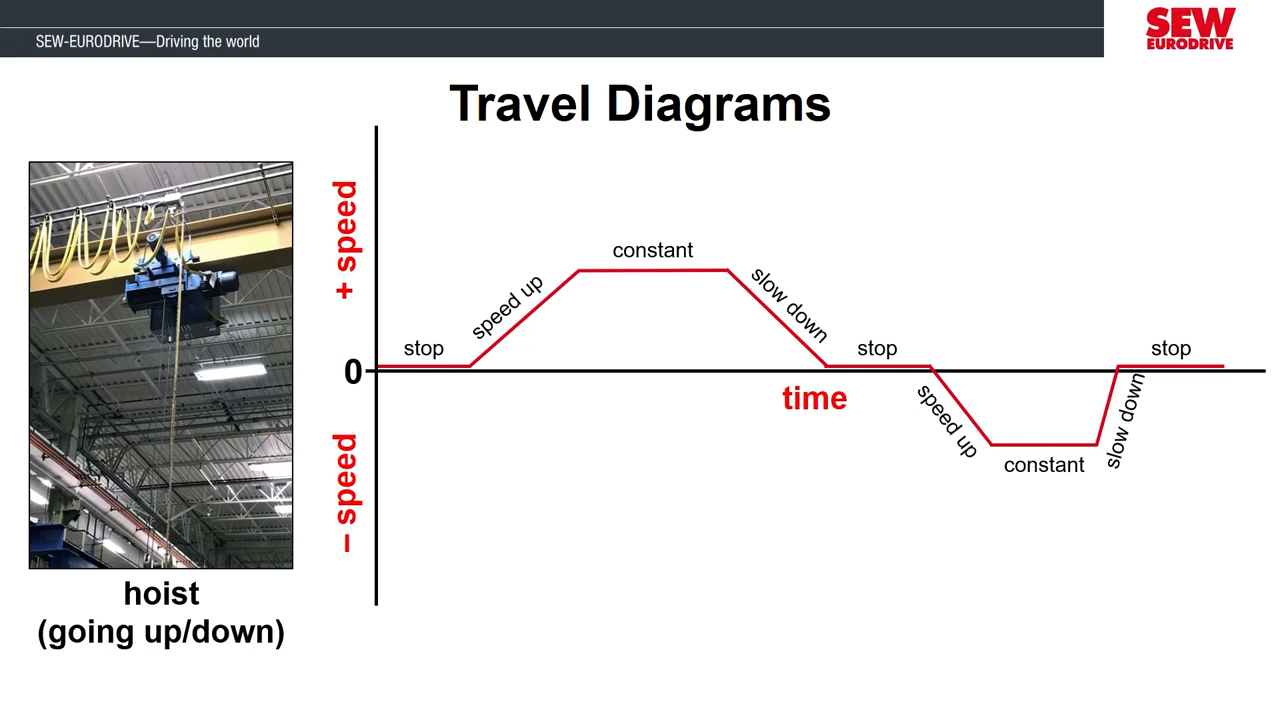 SEW-EURODRIVE—Driving the world
SEW
EURODRIVE
Travel Diagrams
+ speed
constant
speed up
slow down
stop
stop
stop
0
time
– speed
speed up
constant
slow down
hoist
(going up/down)